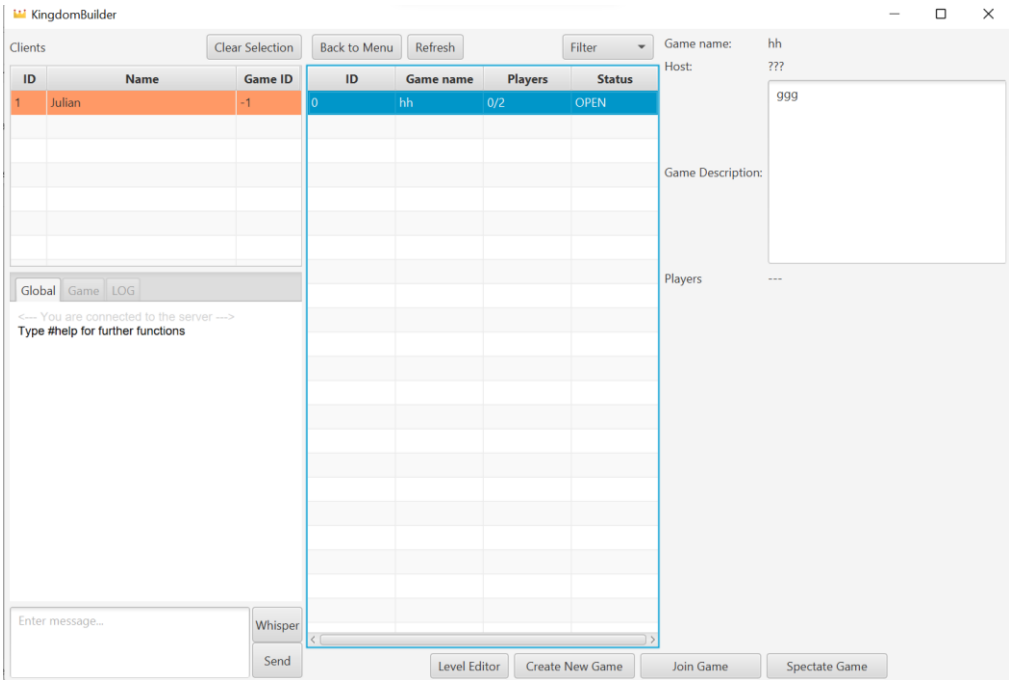 KingdomBuilder
Clients
Clear Selection
ID Name Game ID
1 Julian -1
Global Game LOG
<--- You are connected to the server --->
Type #help for further functions
Enter message...
Whisper
Send
Back to Menu Refresh Filter
ID Game name Players Status
0 hh 0/2 OPEN
Level Editor Create New Game Join Game Spectate Game
Game name: hh
Host: ???
Game Description: ggg
Players ---